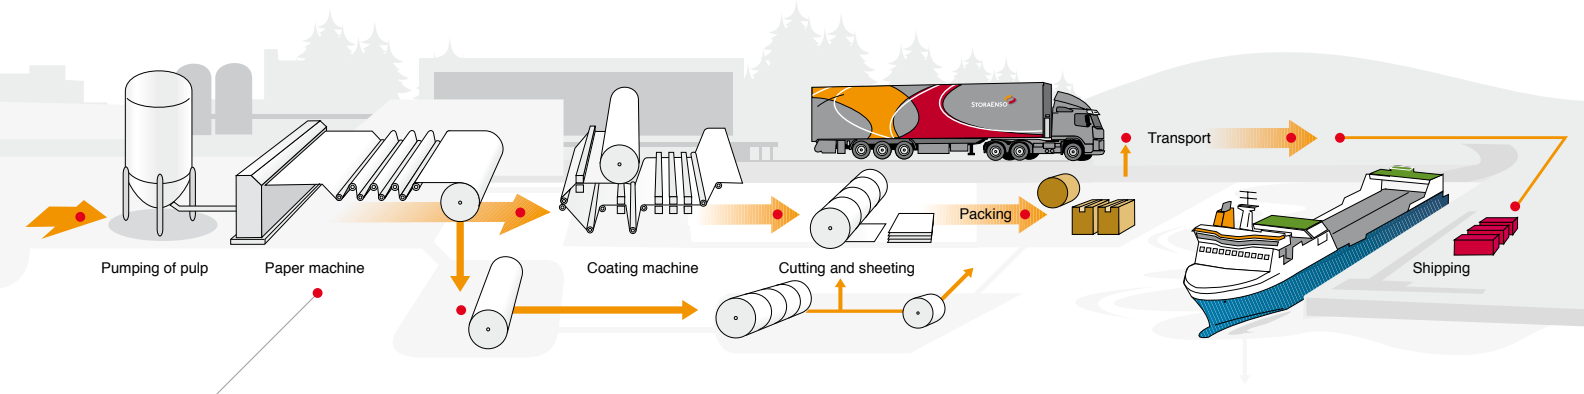 STORAENSO
Transport
Packing
Pumping of pulp
Paper machine
Coating machine
Cutting and sheeting
Shipping